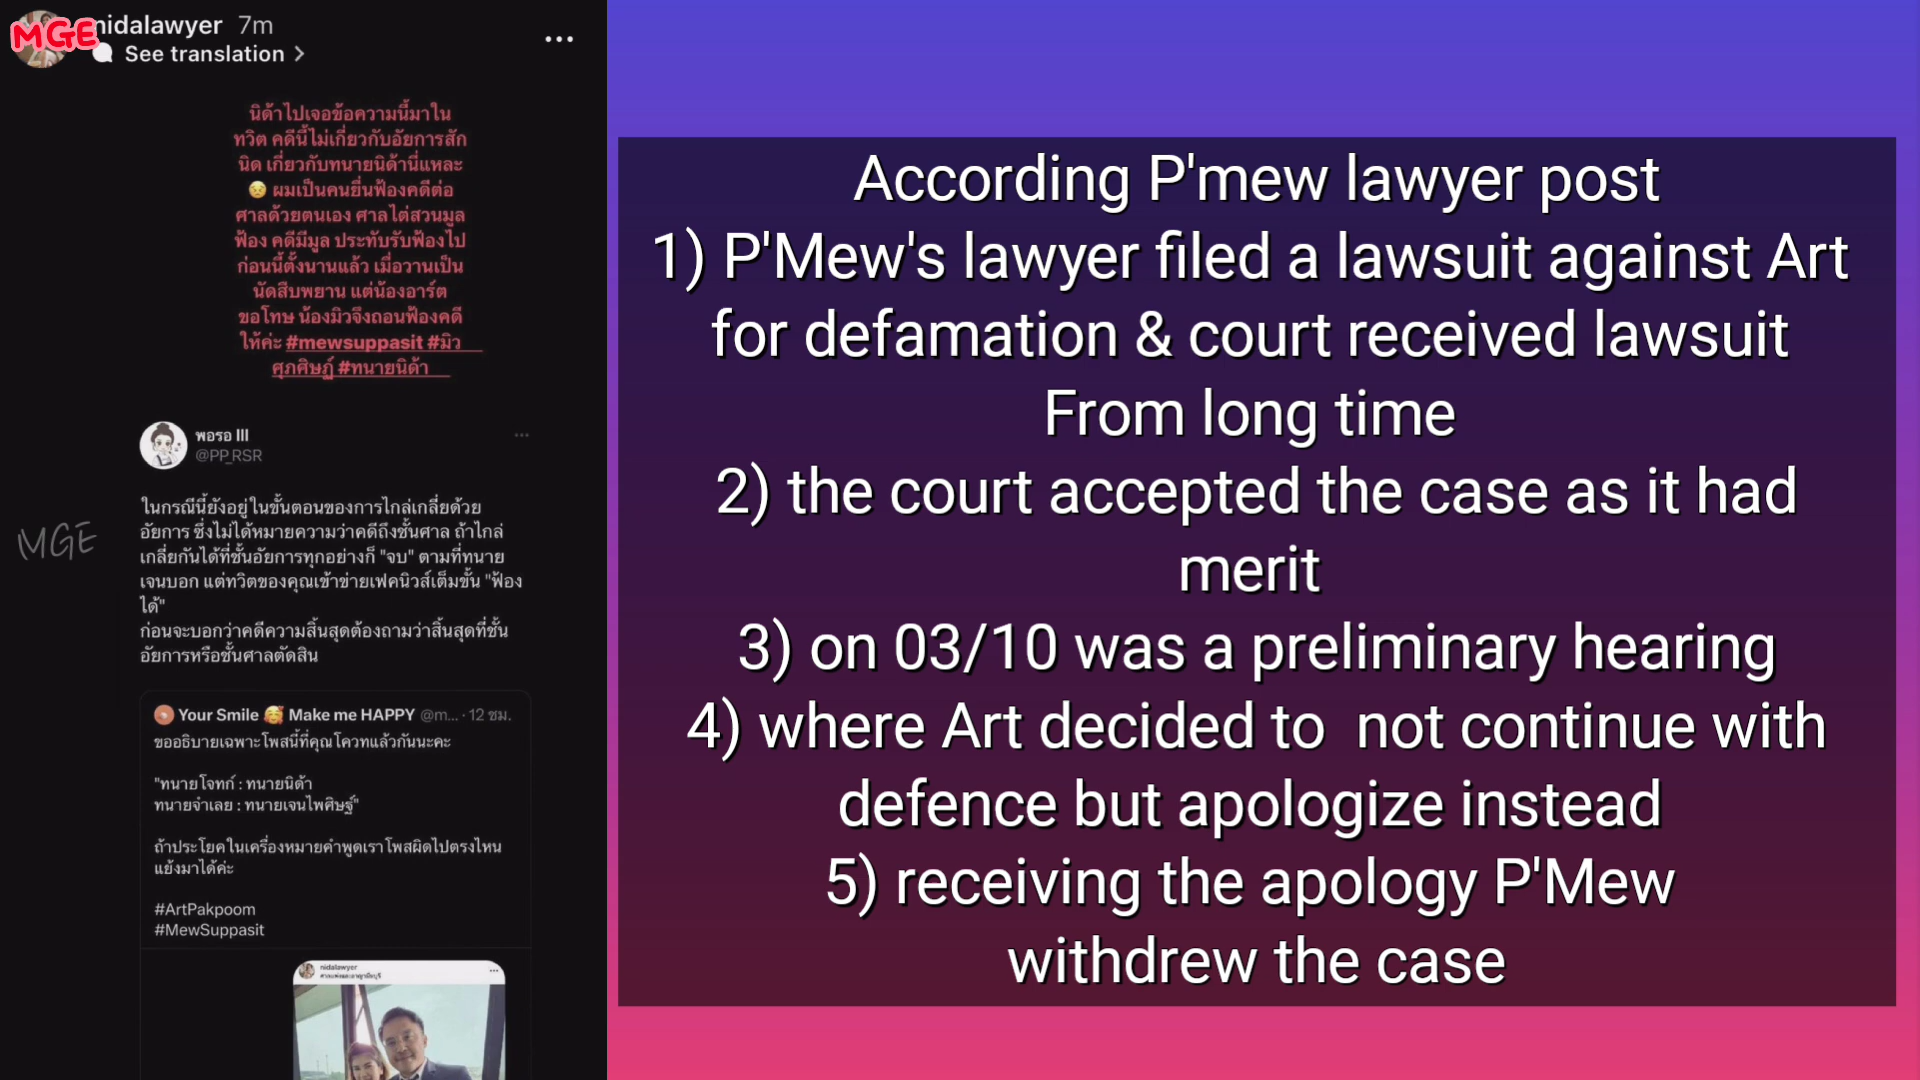 MGE
nidalawyer 7m
See translation >
นิด้าไปเจอข้อความนี้มาใน
ทวิต คดีนี้ไม่เกี่ยวกับอัยการสัก
นิด เกี่ยวกับทนายนิด้านี่แหละ
😣 ผมเป็นคนยื่นฟ้องคดีต่อ
ศาลด้วยตนเอง ศาลไต่สวนมูล
ฟ้อง คดีมีมูล ประทับรับฟ้องไป
ก่อนนี้ตั้งนานแล้ว เมื่อวานเป็น
นัดสืบพยาน แต่น้องอาร์ต
ขอโทษ น้องมิวจึงถอนฟ้องคดี
ให้ค่ะ #mewsuppasit #มิว
ศุภศิษฏ์ #ทนายนิด้า
พอรอ lll
@PP_RSR
ในกรณีนี้ยังอยู่ในขั้นตอนของการไกล่เกลี่ยด้วย
อัยการ ซึ่งไม่ได้หมายความว่าคดีถึงชั้นศาล ถ้าไกล่
เกลี่ยกันได้ที่ชั้นอัยการทุกอย่างก็ "จบ" ตามที่ทนาย
เจนบอก แต่ทวิตของคุณเข้าข่ายเฟคนิวส์เต็มขั้น "ฟ้อง
ได้"
ก่อนจะบอกว่าคดีความสิ้นสุดต้องถามว่าสิ้นสุดที่ชั้น
อัยการหรือชั้นศาลตัดสิน
MGE
Your Smile 🥰 Make me HAPPY @m... · 12 ชม.
ขออธิบายเฉพาะโพสนี้ที่คุณโควทแล้วกันนะคะ
"ทนายโจทก์ : ทนายนิด้า
ทนายจำเลย : ทนายเจนไพศิษฐ์"
ถ้าประโยคในเครื่องหมายคำพูดเราโพสผิดไปตรงไหน
แย้งมาได้ค่ะ
#ArtPakpoom
#MewSuppasit
nidalawyer
According P'mew lawyer post
1) P'Mew's lawyer filed a lawsuit against Art
for defamation & court received lawsuit
From long time
2) the court accepted the case as it had
merit
3) on 03/10 was a preliminary hearing
4) where Art decided to  not continue with
defence but apologize instead
5) receiving the apology P'Mew
withdrew the case